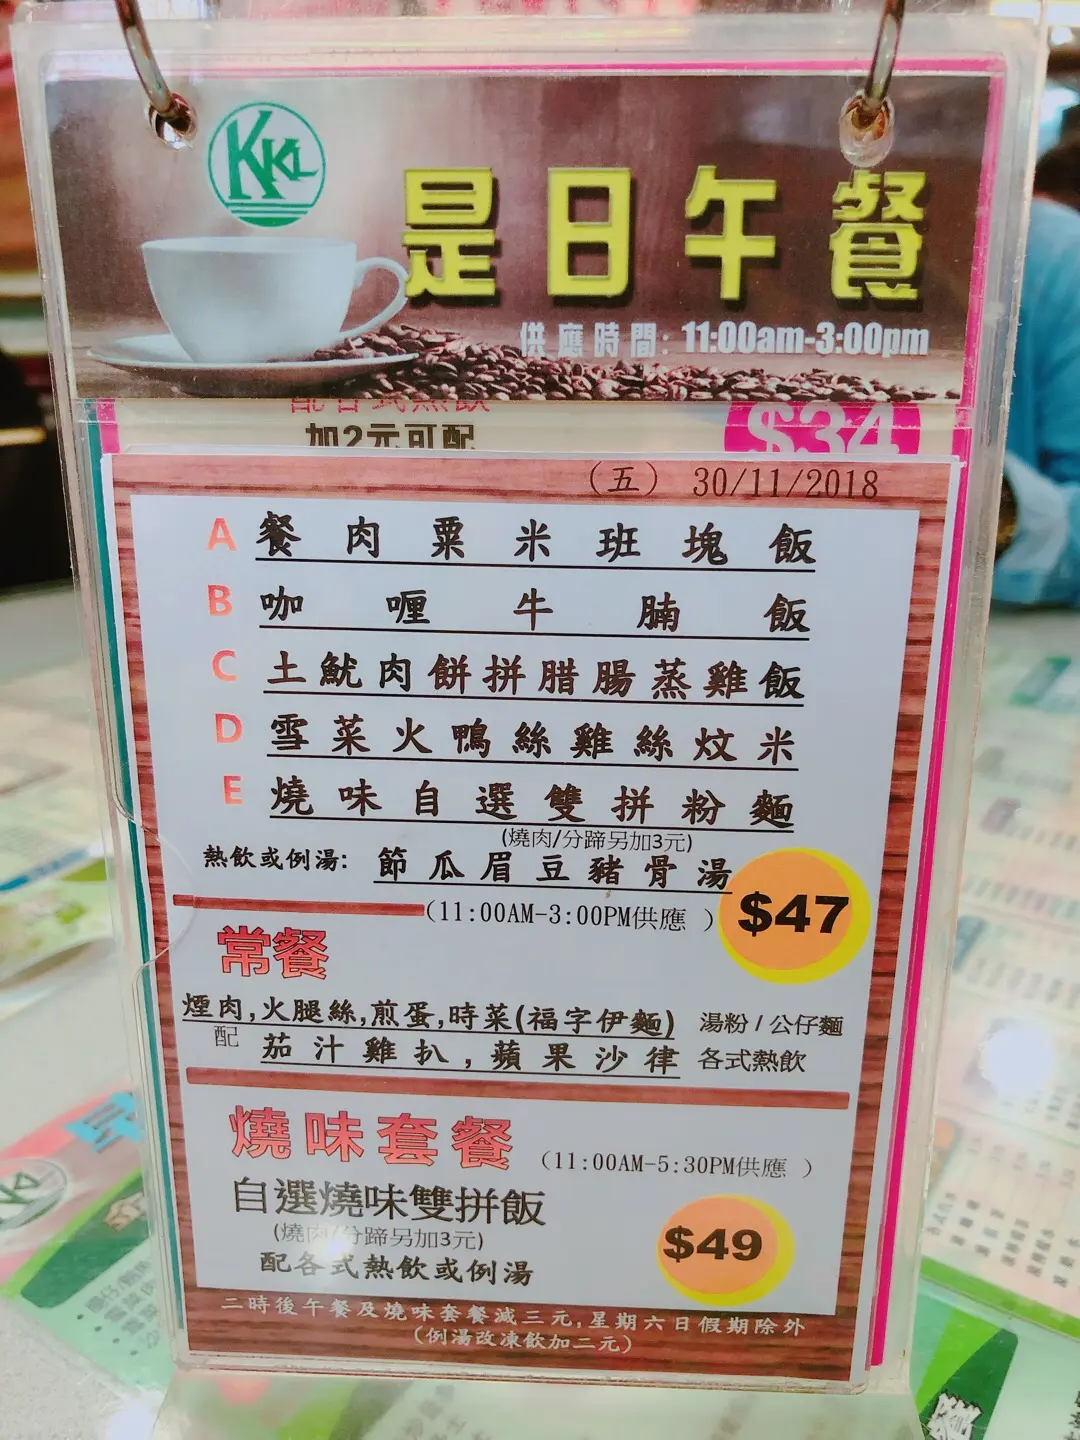 KKL
是日午餐
供應時間: 11:00am-3:00pm
加2元可配
$34
(五) 30/11/2018
A 餐肉粟米班塊飯
B 咖喱牛腩飯
C 土魷肉餅拼腊腸蒸雞飯
D 雪菜火鴨絲雞絲炆米
E 燒味自選雙拼粉麵
(燒肉/分蹄另加3元)
熱飲或例湯: 節瓜眉豆豬骨湯
$47
(11:00AM-3:00PM供應 )
常餐
煙肉,火腿絲,煎蛋,時菜(福字伊麵) 湯粉/公仔麵
配 茄汁雞扒,蘋果沙律 各式熱飲
燒味套餐 (11:00AM-5:30PM供應 )
自選燒味雙拼飯
(燒肉/分蹄另加3元)
$49
配各式熱飲或例湯
二時後午餐及燒味套餐減三元,星期六日假期除外
(例湯改凍飲加二元)